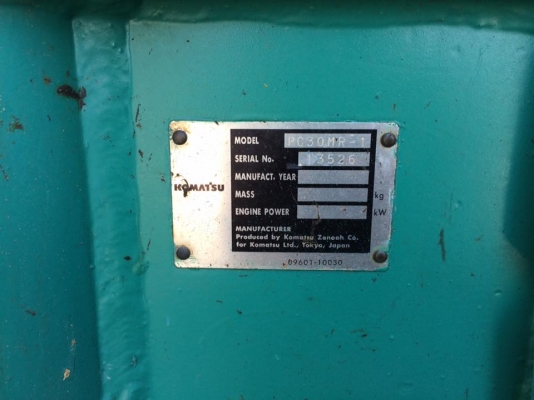 KOMATSU
MODEL PC30MR-1
SERIAL No. 13526
MANUFACT. YEAR
MASS kg
ENGINE POWER kW
MANUFACTURER
Produced by Komatsu Zenoah Co.
for Komatsu Ltd., Tokyo, Japan
09601-10030